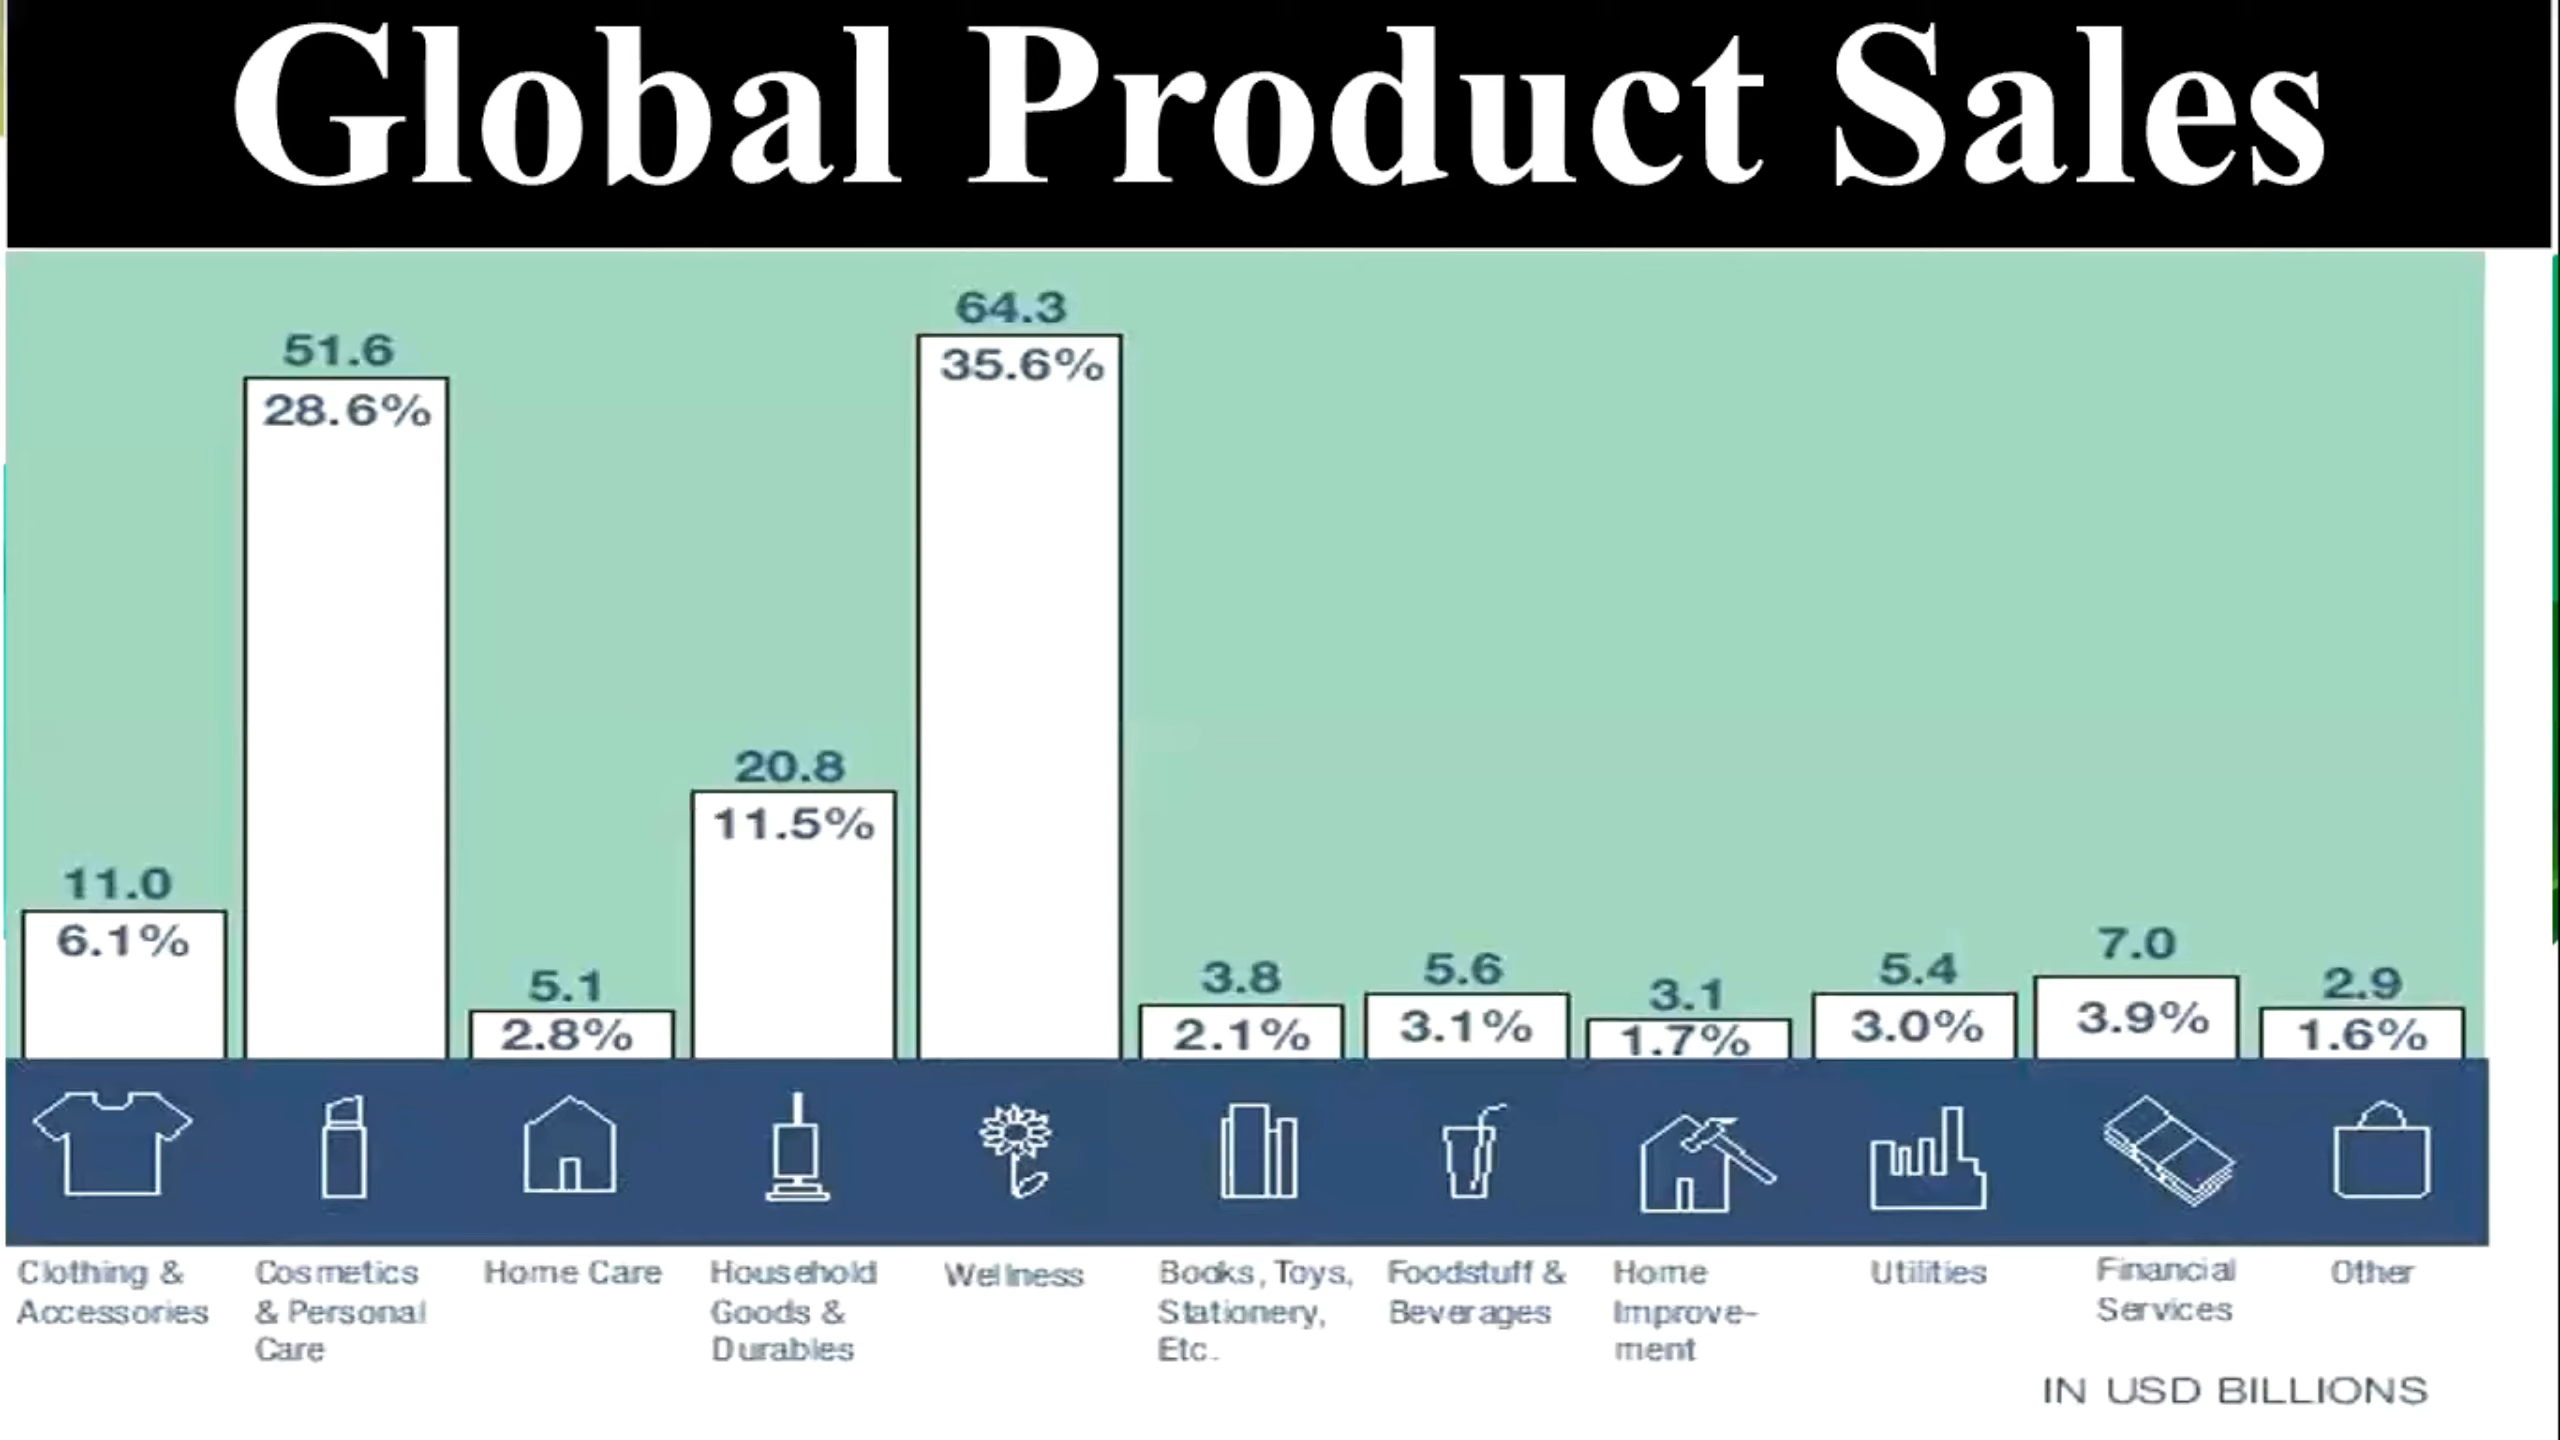 Global Product Sales
64.3
35.6%
51.6
28.6%
20.8
11.5%
11.0
6.1%
5.1
2.8%
3.8
2.1%
5.6
3.1%
3.1
1.7%
5.4
3.0%
7.0
3.9%
2.9
1.6%
Clothing &
Accessories
Cosmetics
& Personal
Care
Home Care
Household
Goods &
Durables
Wellness
Books, Toys,
Stationery,
Etc.
Foodstuff &
Beverages
Home
Improve-
ment
Utilities
Financial
Services
Other
IN USD BILLIONS